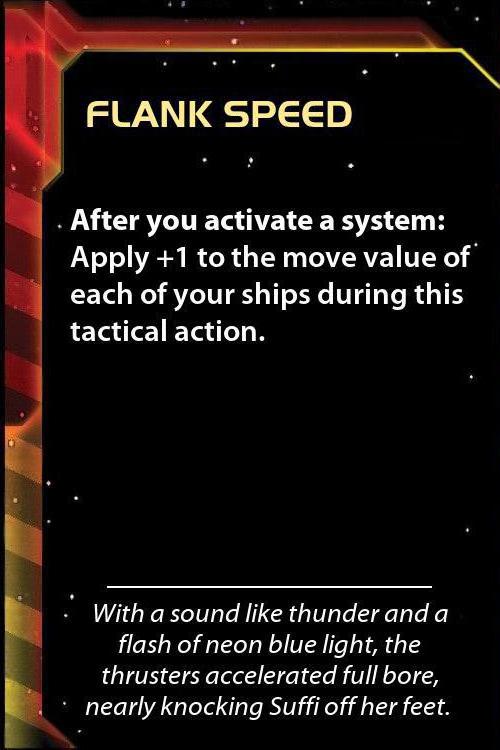 FLANK SPEED
After you activate a system:
Apply +1 to the move value of
each of your ships during this
tactical action.
With a sound like thunder and a
flash of neon blue light, the
thrusters accelerated full bore,
nearly knocking Suffi off her feet.